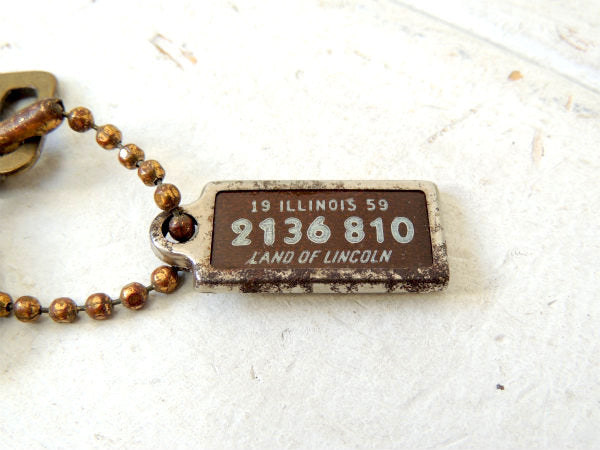 19 ILLINOIS 59
2136 810
LAND OF LINCOLN